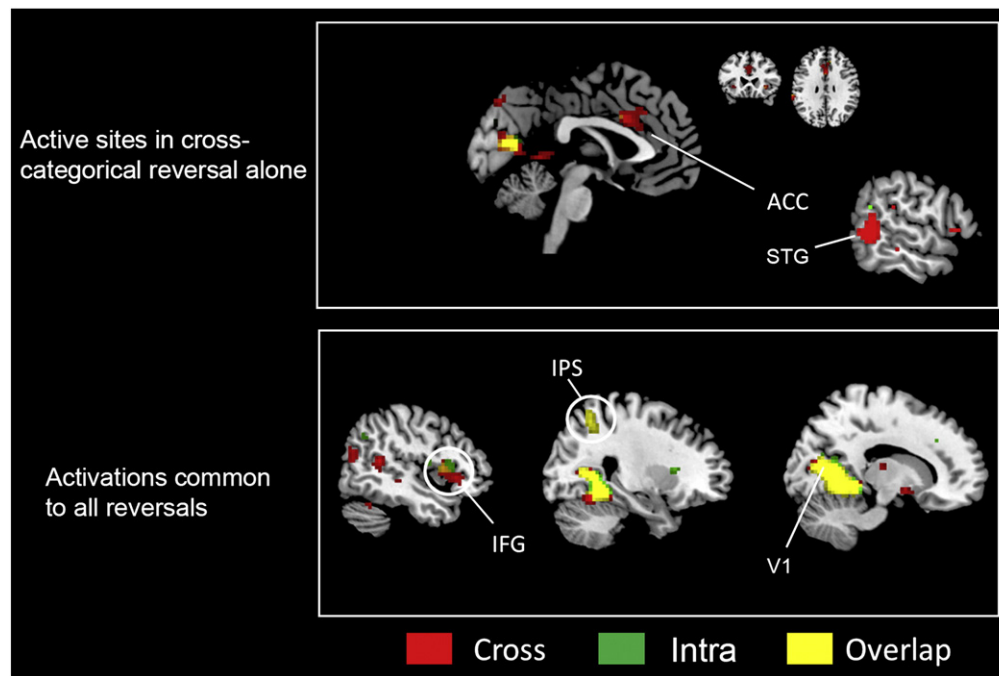 Active sites in cross-
categorical reversal alone
ACC
STG
IPS
Activations common
to all reversals
IFG
V1
Cross
Intra
Overlap